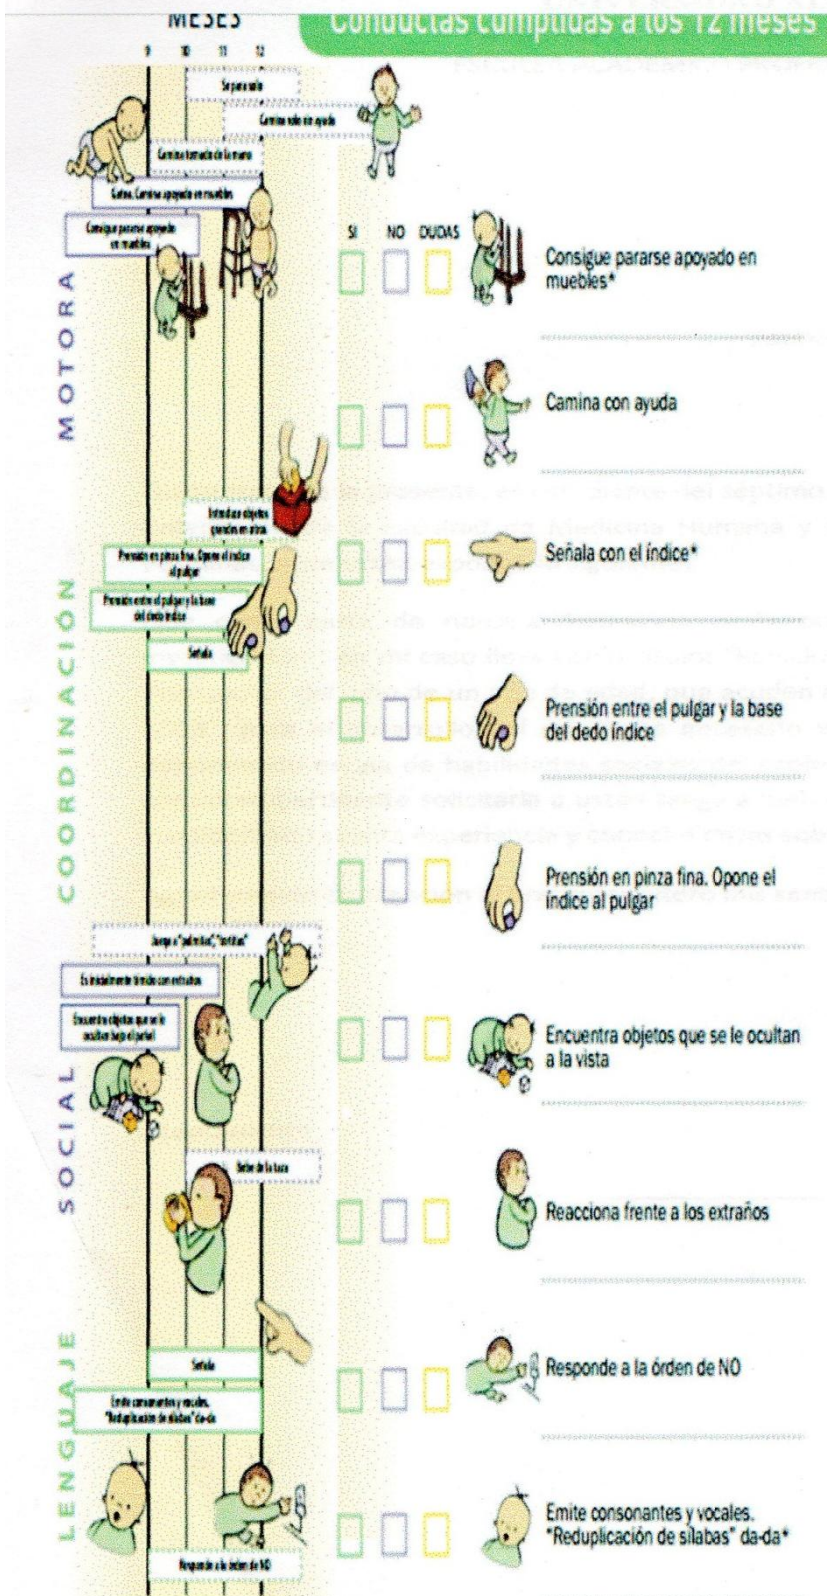 MESES
Conductas cumplidas a los 12 meses
9 10 11 12
Se para solo
Camina solo sin ayuda
Camina tomado de la mano
Gatea. Camina apoyado en muebles
Consigue pararse apoyado
en muebles
MOTORA
SI NO DUDAS
Consigue pararse apoyado en
muebles*
Camina con ayuda
Introduce objetos
grandes en otros
Prensión en pinza fina. Opone el índice
al pulgar
Prensión entre el pulgar y la base
del dedo índice
Señala
COORDINACIÓN
Señala con el índice*
Prensión entre el pulgar y la base
del dedo índice
Prensión en pinza fina. Opone el
índice al pulgar
Juega a "palmitas", "tortitas"
Es inicialmente tímido con extraños
Encuentra objetos que se le
ocultan bajo el pañal
SOCIAL
Bebe de la taza
Encuentra objetos que se le ocultan
a la vista
Reacciona frente a los extraños
Señala
Emite consonantes y vocales.
"Reduplicación de sílabas" da-da
LENGUAJE
Responde a la órden de NO
Responde a la órden de NO
Emite consonantes y vocales.
"Reduplicación de sílabas" da-da*